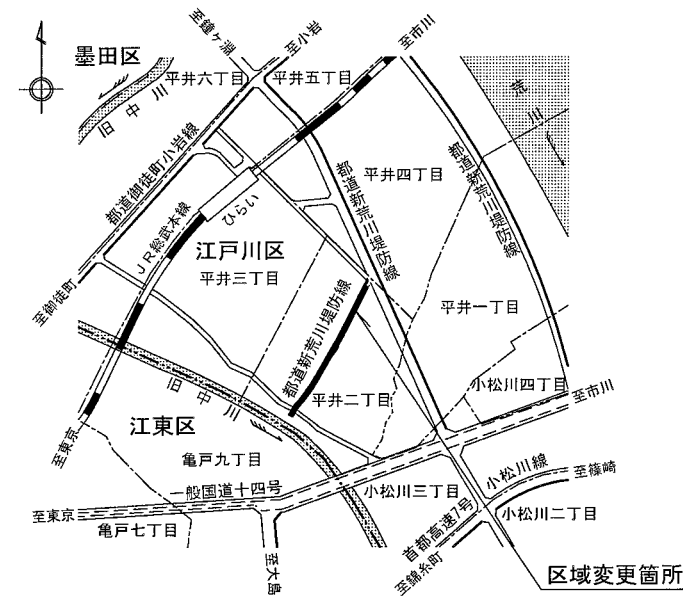 至鐘ヶ淵
至小岩
至市川
墨田区
平井六丁目
平井五丁目
旧中川
荒川
都道御徒町小岩線
都道新荒川堤防線
都道新荒川堤防線
平井四丁目
ひらい
JR総武本線
江戸川区
平井三丁目
至御徒町
都道新荒川堤防線
平井一丁目
旧中川
平井二丁目
小松川四丁目
至市川
江東区
至東京
亀戸九丁目
一般国道十四号
小松川三丁目
小松川線
至篠崎
至東京
亀戸七丁目
首都高速7号
小松川二丁目
至大島
至錦糸町
区域変更箇所